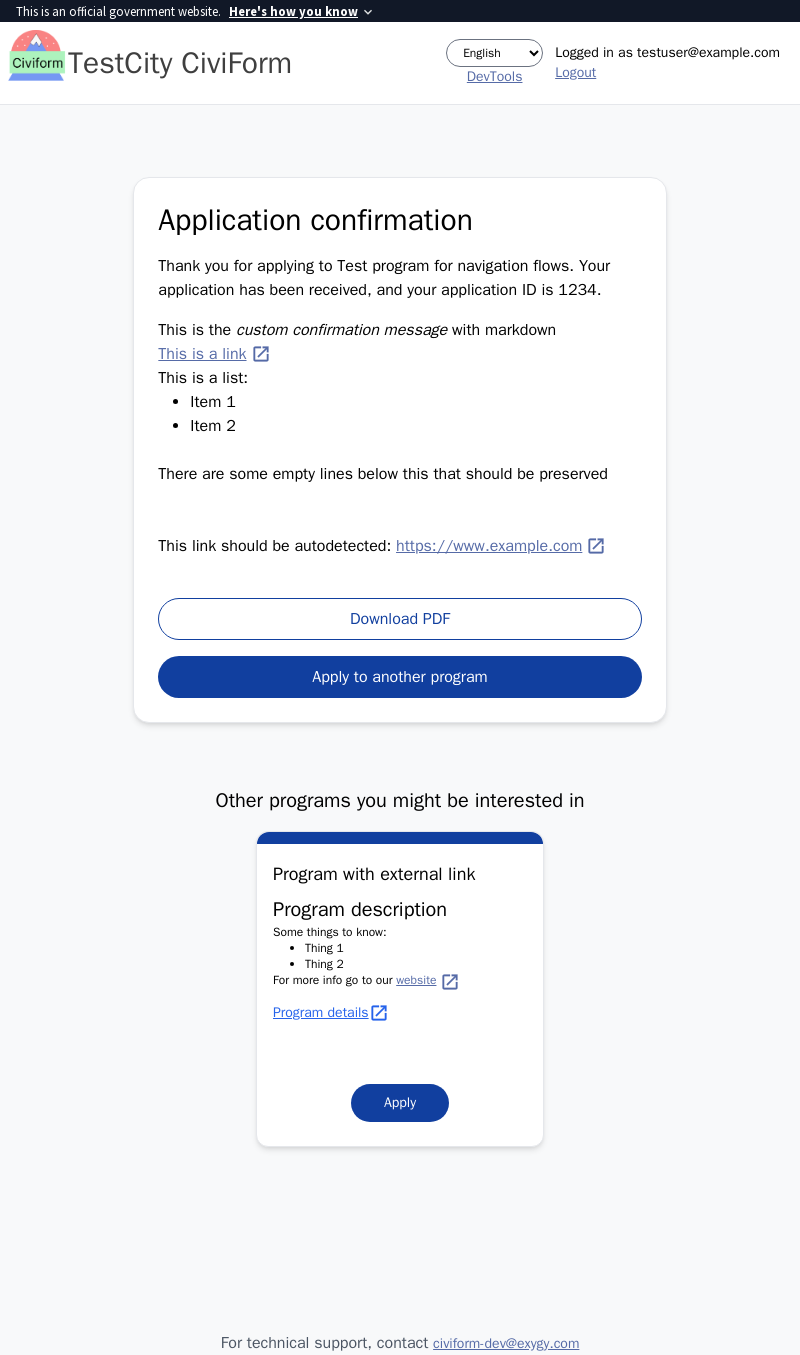 This is an official government website. Here's how you know
Civiform
TestCity CiviForm
English
DevTools
Logged in as testuser@example.com
Logout
Application confirmation
Thank you for applying to Test program for navigation flows. Your
application has been received, and your application ID is 1234.
This is the custom confirmation message with markdown
This is a link
This is a list:
• Item 1
• Item 2
There are some empty lines below this that should be preserved
This link should be autodetected: https://www.example.com
Download PDF
Apply to another program
Other programs you might be interested in
Program with external link
Program description
Some things to know:
• Thing 1
• Thing 2
For more info go to our website
Program details
Apply
For technical support, contact civiform-dev@exygy.com